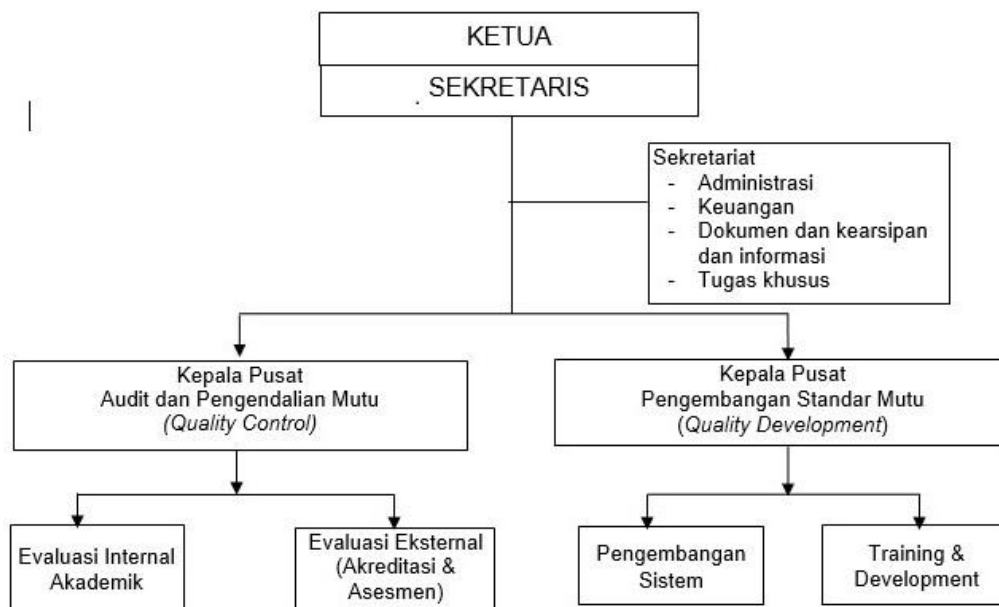 KETUA
SEKRETARIS
Sekretariat
- Administrasi
- Keuangan
- Dokumen dan kearsipan
dan informasi
- Tugas khusus
Kepala Pusat
Audit dan Pengendalian Mutu
(Quality Control)
Kepala Pusat
Pengembangan Standar Mutu
(Quality Development)
Evaluasi Internal
Akademik
Evaluasi Eksternal
(Akreditasi &
Asesmen)
Pengembangan
Sistem
Training &
Development